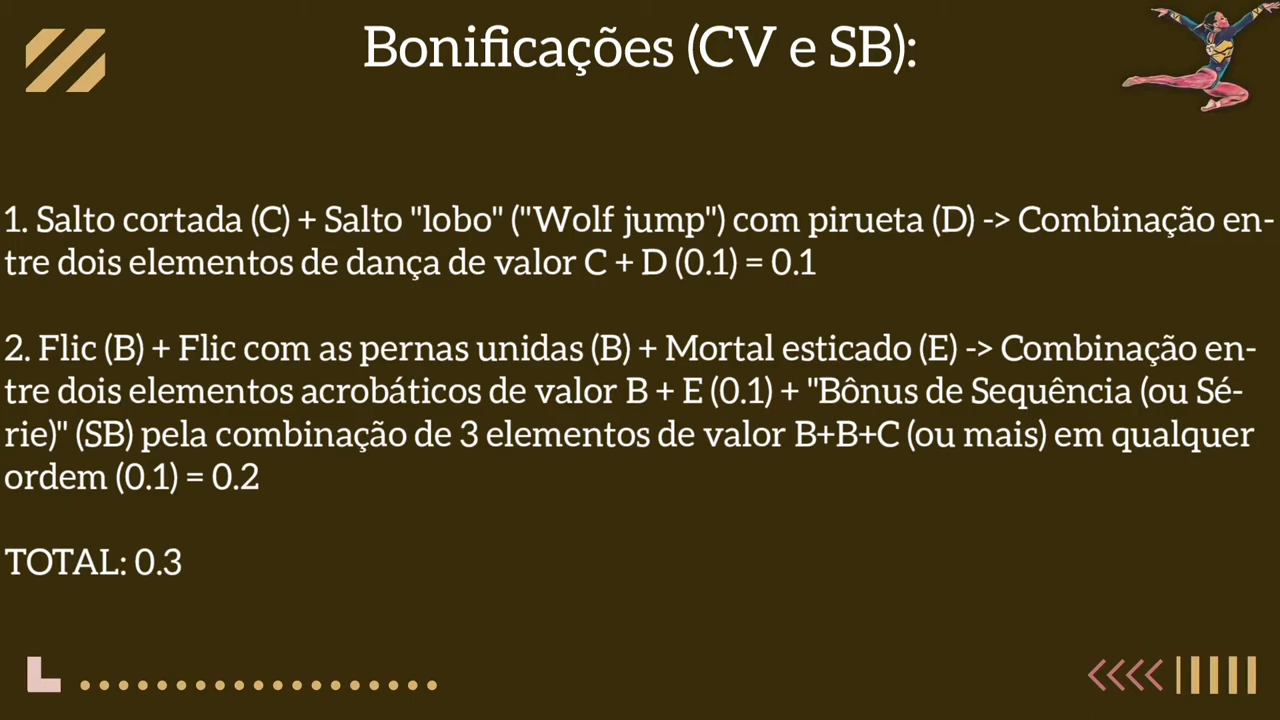 Bonificações (CV e SB):
1. Salto cortada (C) + Salto "lobo" ("Wolf jump") com pirueta (D) -> Combinação en-
tre dois elementos de dança de valor C + D (0.1) = 0.1
2. Flic (B) + Flic com as pernas unidas (B) + Mortal esticado (E) -> Combinação en-
tre dois elementos acrobáticos de valor B + E (0.1) + "Bônus de Sequência (ou Sé-
rie)" (SB) pela combinação de 3 elementos de valor B+B+C (ou mais) em qualquer
ordem (0.1) = 0.2
TOTAL: 0.3